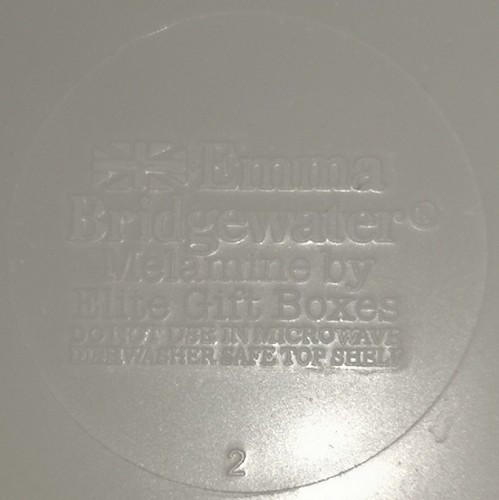 Emma
Bridgewater®
Melamine by
Elite Gift Boxes
DO NOT USE IN MICROWAVE
DISHWASHER SAFE TOP SHELF
2